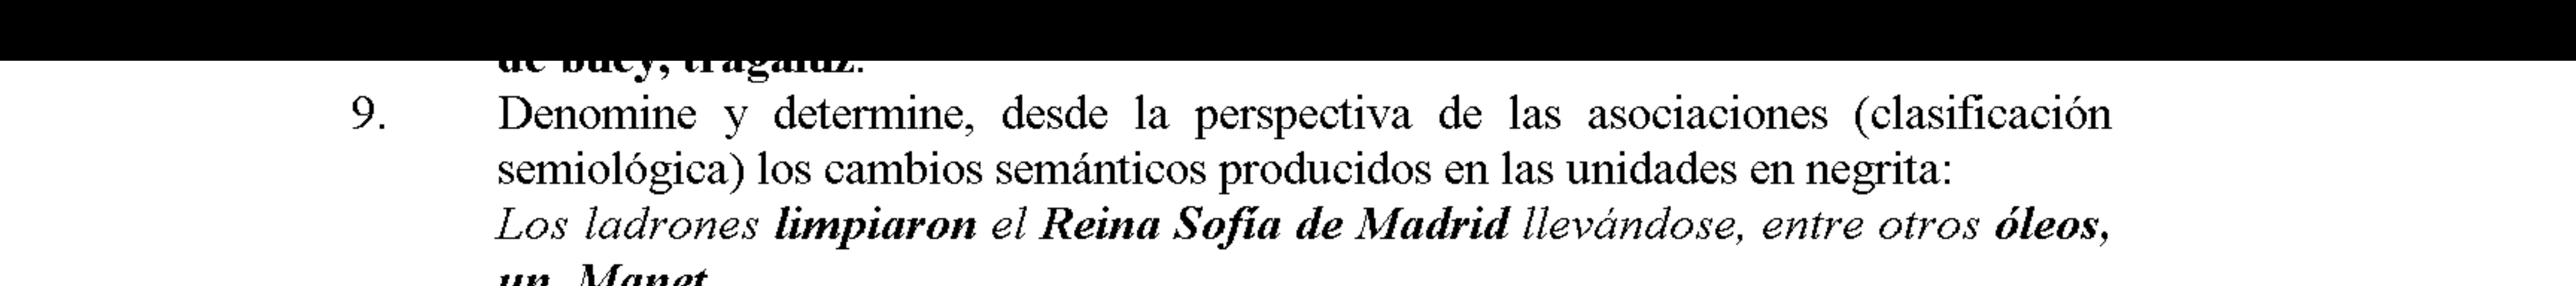 de buey, tragaluz.
9. Denomine y determine, desde la perspectiva de las asociaciones (clasificación
semiológica) los cambios semánticos producidos en las unidades en negrita:
Los ladrones limpiaron el Reina Sofía de Madrid llevándose, entre otros óleos,
un Manet